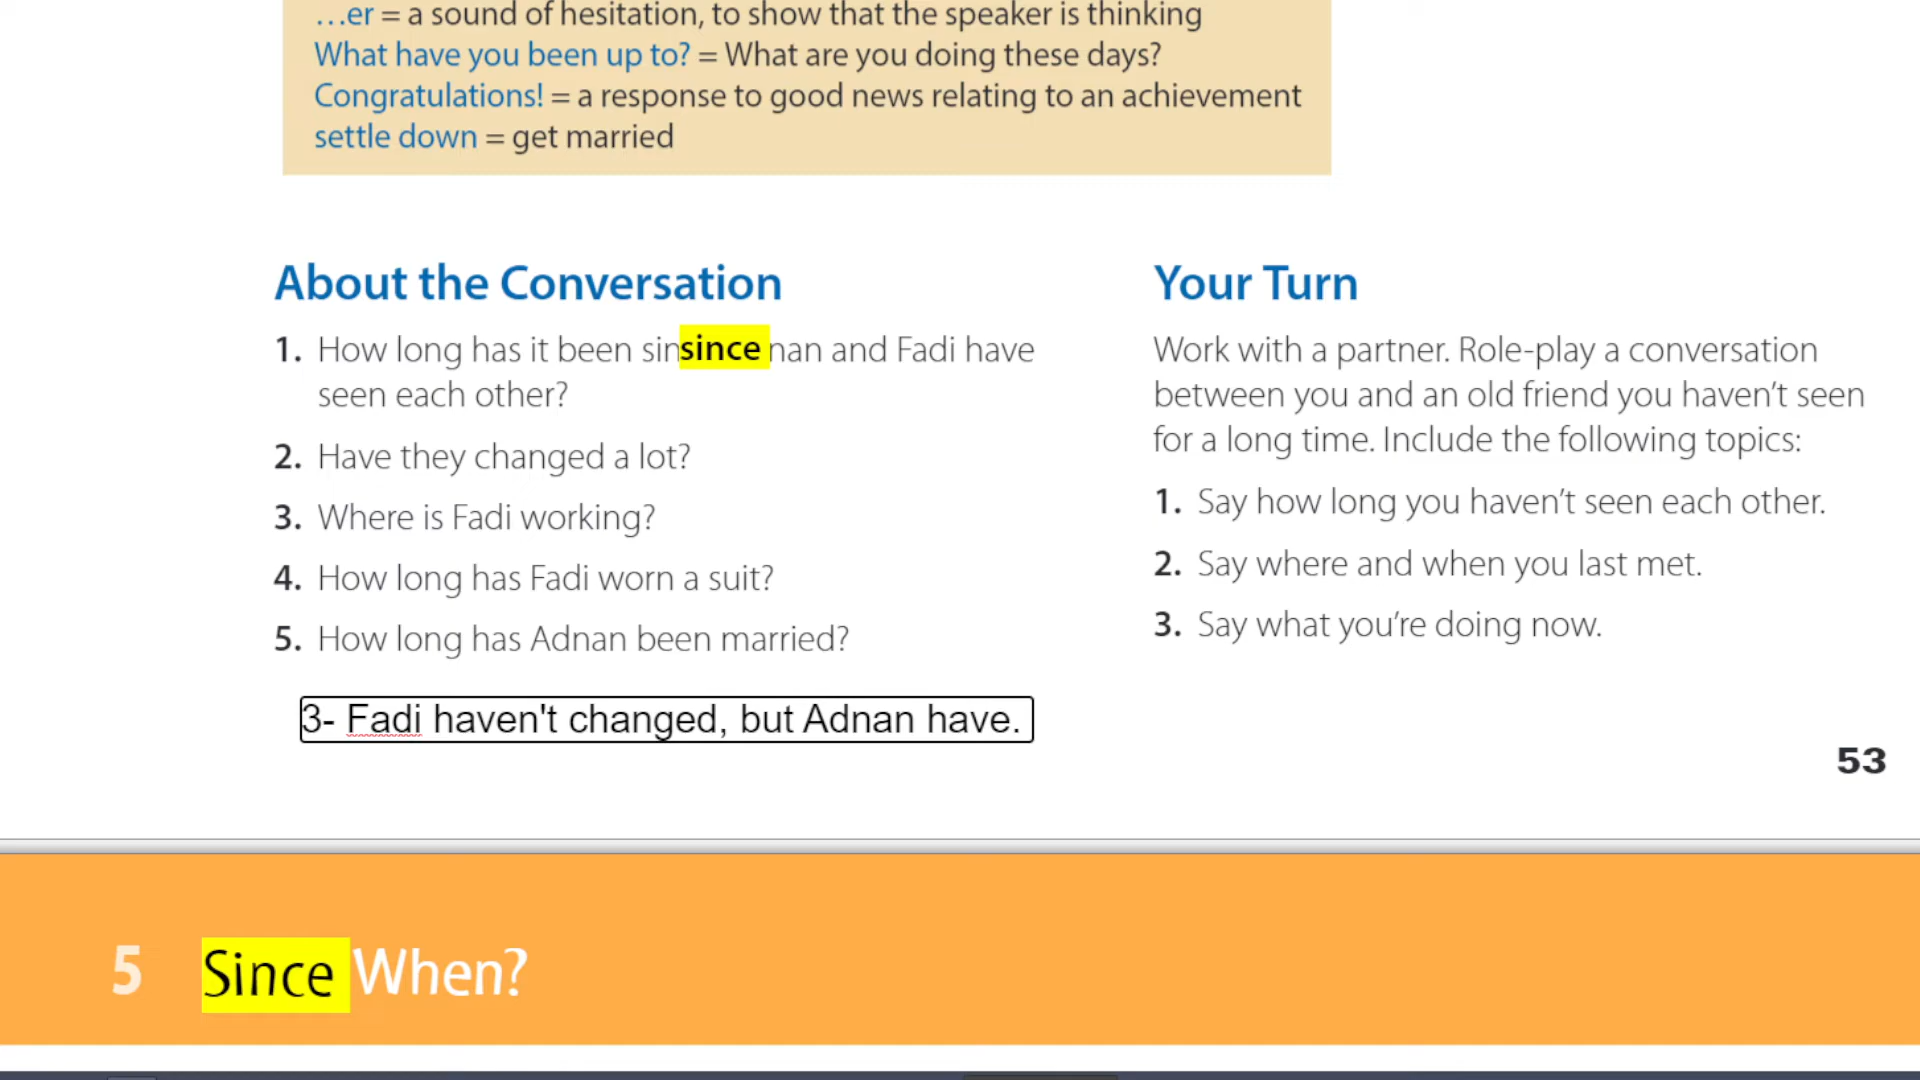 …er = a sound of hesitation, to show that the speaker is thinking
What have you been up to? = What are you doing these days?
Congratulations! = a response to good news relating to an achievement
settle down = get married
About the Conversation
1. How long has it been sin since nan and Fadi have
seen each other?
2. Have they changed a lot?
3. Where is Fadi working?
4. How long has Fadi worn a suit?
5. How long has Adnan been married?
3- Fadi haven't changed, but Adnan have.
Your Turn
Work with a partner. Role-play a conversation
between you and an old friend you haven’t seen
for a long time. Include the following topics:
1. Say how long you haven’t seen each other.
2. Say where and when you last met.
3. Say what you’re doing now.
53
5 Since When?